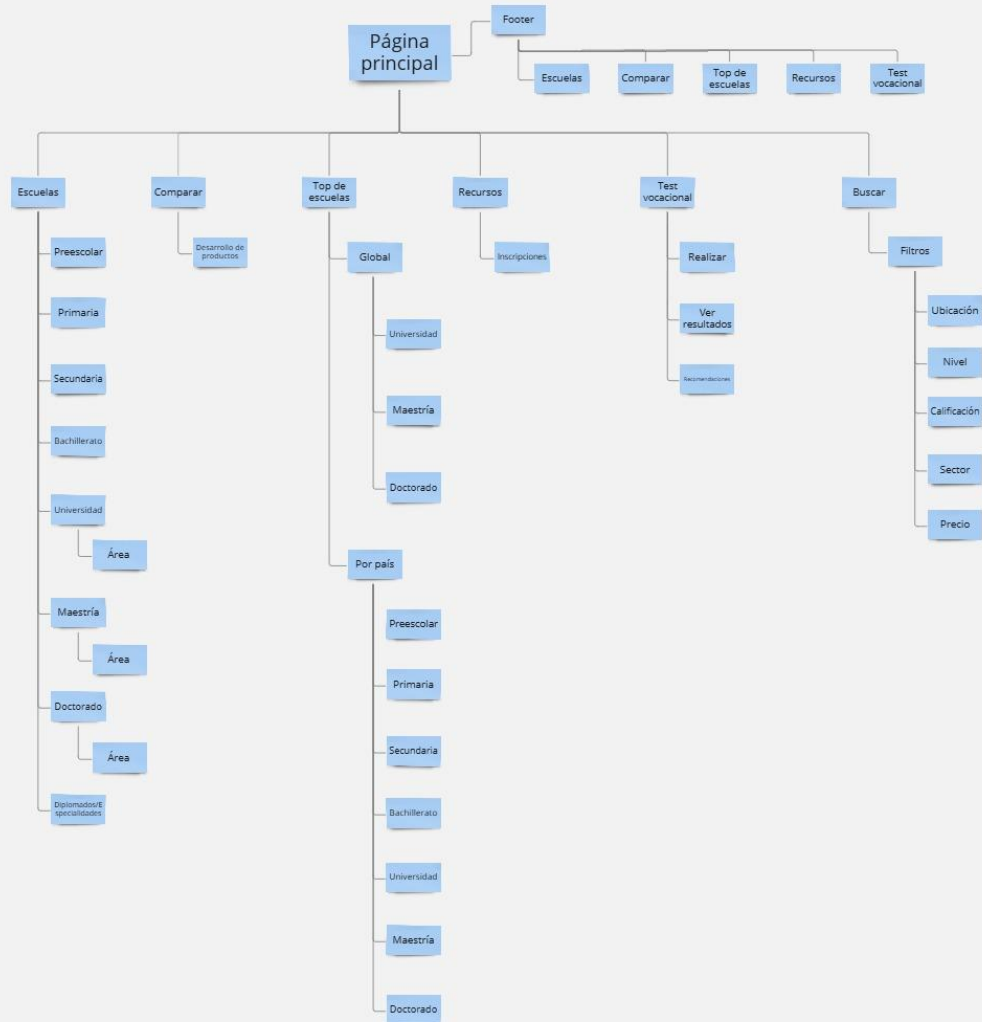 Página
principal
Footer
Escuelas
Comparar
Top de
escuelas
Recursos
Test
vocacional
Escuelas
Preescolar
Primaria
Secundaria
Bachillerato
Universidad
Área
Maestría
Área
Doctorado
Área
Diplomados/E
specialidades
Comparar
Desarrollo de
productos
Top de
escuelas
Global
Universidad
Maestría
Doctorado
Por país
Preescolar
Primaria
Secundaria
Bachillerato
Universidad
Maestría
Doctorado
Recursos
Inscripciones
Test
vocacional
Realizar
Ver
resultados
Recomendaciones
Buscar
Filtros
Ubicación
Nivel
Calificación
Sector
Precio